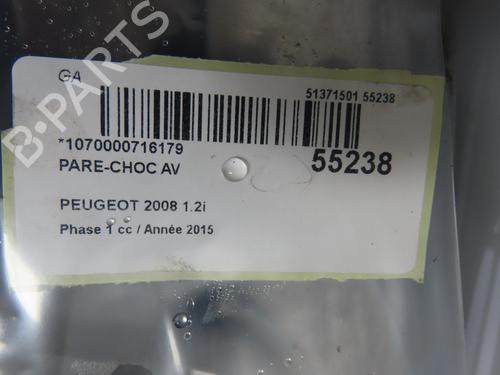 B-PARTS
GA
51371501 55238
*1070000716179
55238
PARE-CHOC AV
PEUGEOT 2008 1.2i
Phase 1 cc / Année 2015